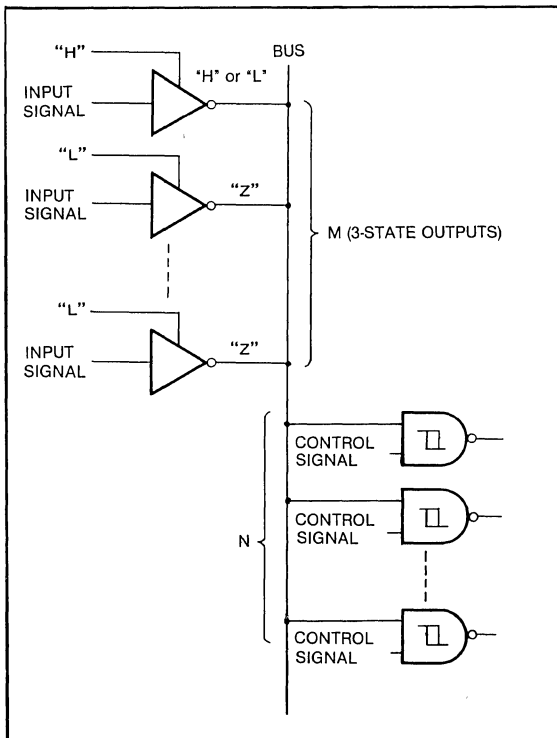 BUS
“H”
‘H’ or ‘L’
INPUT
SIGNAL
“L”
“Z”
INPUT
SIGNAL
M (3-STATE OUTPUTS)
“L”
“Z”
INPUT
SIGNAL
CONTROL
SIGNAL
CONTROL
SIGNAL
N
CONTROL
SIGNAL